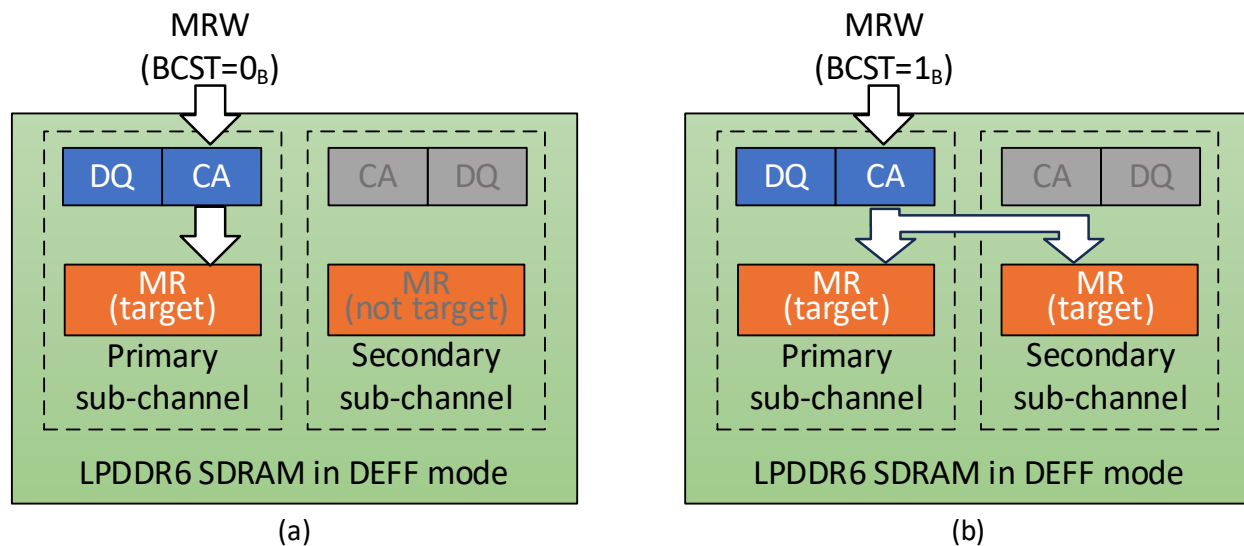 MRW
(BCST=0B)
DQ CA
CA DQ
MR
(target)
MR
(not target)
Primary
sub-channel
Secondary
sub-channel
LPDDR6 SDRAM in DEFF mode
(a)
MRW
(BCST=1B)
DQ CA
CA DQ
MR
(target)
MR
(target)
Primary
sub-channel
Secondary
sub-channel
LPDDR6 SDRAM in DEFF mode
(b)